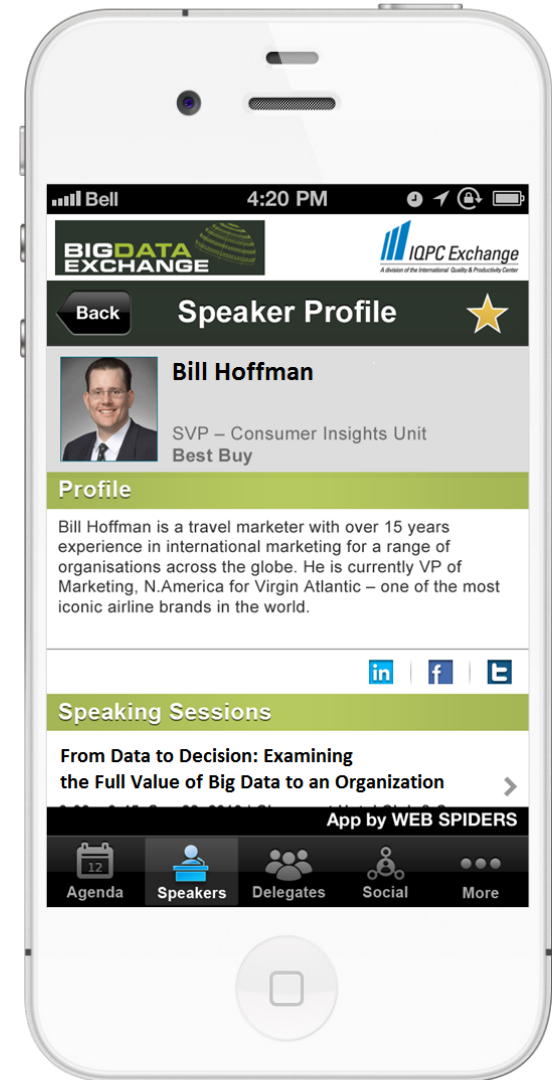 Bell
4:20 PM
BIGDATA
EXCHANGE
IQPC Exchange
A division of the International Quality & Productivity Center
Back
Speaker Profile
Bill Hoffman
SVP – Consumer Insights Unit
Best Buy
Profile
Bill Hoffman is a travel marketer with over 15 years
experience in international marketing for a range of
organisations across the globe. He is currently VP of
Marketing, N.America for Virgin Atlantic – one of the most
iconic airline brands in the world.
in
f
t
Speaking Sessions
From Data to Decision: Examining
the Full Value of Big Data to an Organization
App by WEB SPIDERS
12
Agenda
Speakers
Delegates
Social
More